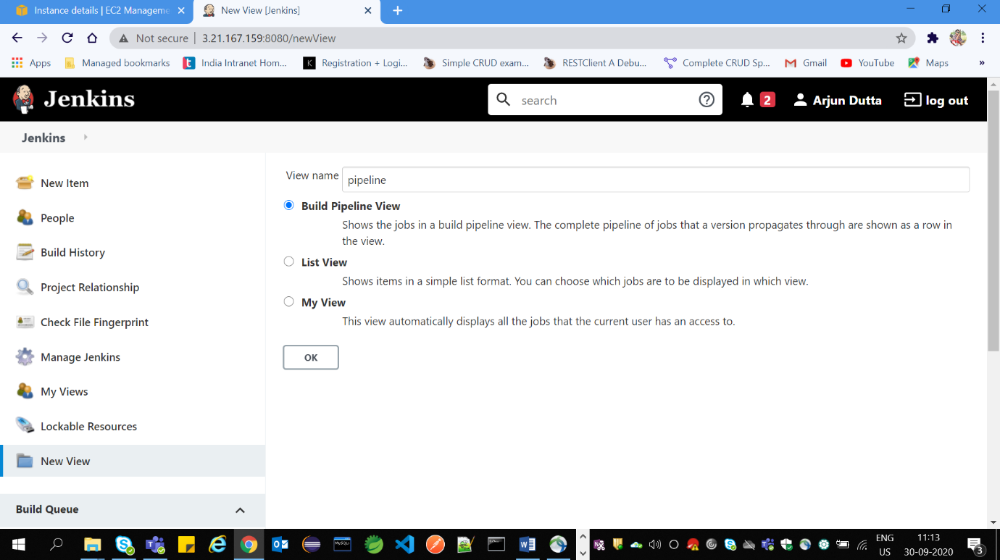 Instance details | EC2 Manageme
New View [Jenkins]
Not secure | 3.21.167.159:8080/newView
Apps
Managed bookmarks
India Intranet Hom...
Registration + Logi...
Simple CRUD exam...
RESTClient A Debu...
Complete CRUD Sp...
Gmail
YouTube
Maps
»
Jenkins
search
2
Arjun Dutta
log out
Jenkins
New Item
People
Build History
Project Relationship
Check File Fingerprint
Manage Jenkins
My Views
Lockable Resources
New View
Build Queue
View name
pipeline
Build Pipeline View
Shows the jobs in a build pipeline view. The complete pipeline of jobs that a version propagates through are shown as a row in
the view.
List View
Shows items in a simple list format. You can choose which jobs are to be displayed in which view.
My View
This view automatically displays all the jobs that the current user has an access to.
OK
ENG
US
11:13
30-09-2020
3